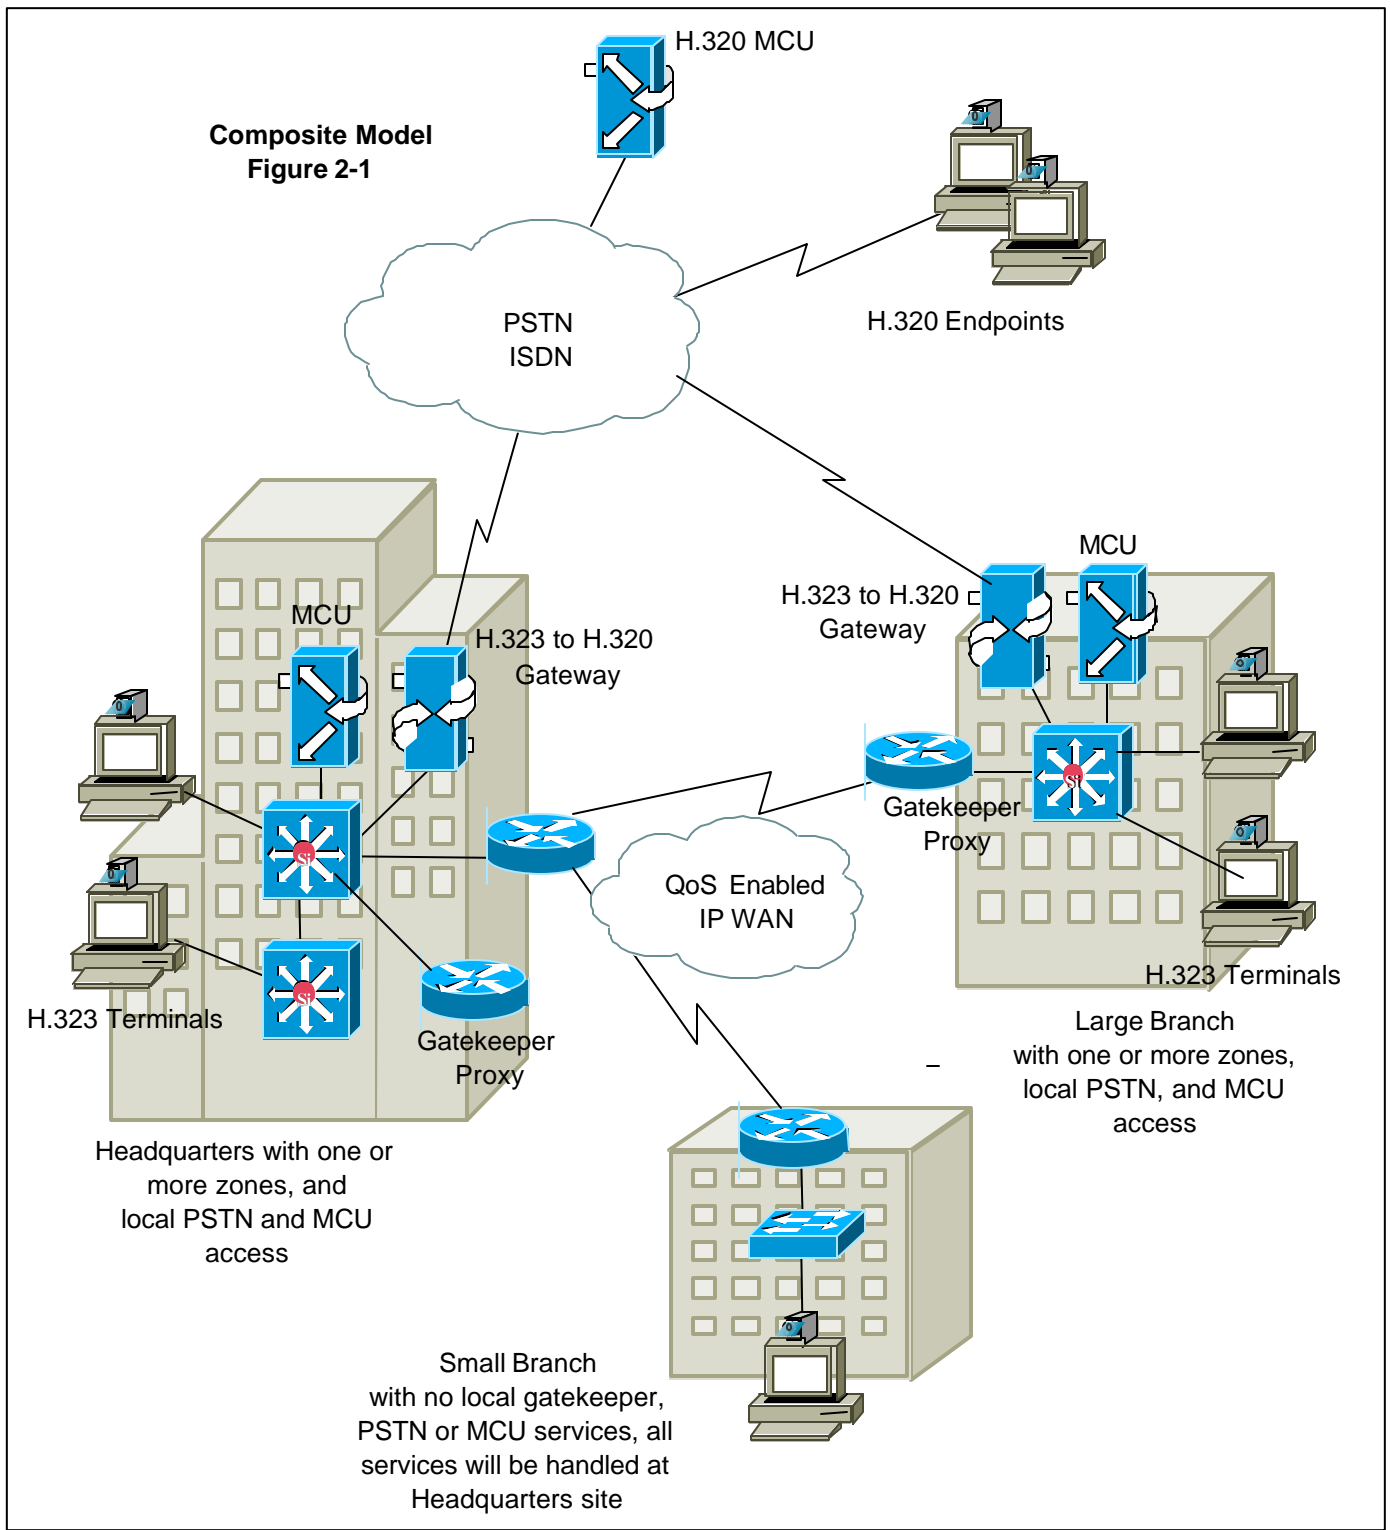 H.320 MCU
Composite Model
Figure 2-1
PSTN
ISDN
H.320 Endpoints
MCU
H.323 to H.320
Gateway
MCU
H.323 to H.320
Gateway
Si
Gatekeeper
Proxy
Si
QoS Enabled
IP WAN
H.323 Terminals
Si
H.323 Terminals
Gatekeeper
Proxy
Large Branch
with one or more zones,
local PSTN, and MCU
access
Headquarters with one or
more zones, and
local PSTN and MCU
access
Small Branch
with no local gatekeeper,
PSTN or MCU services, all
services will be handled at
Headquarters site